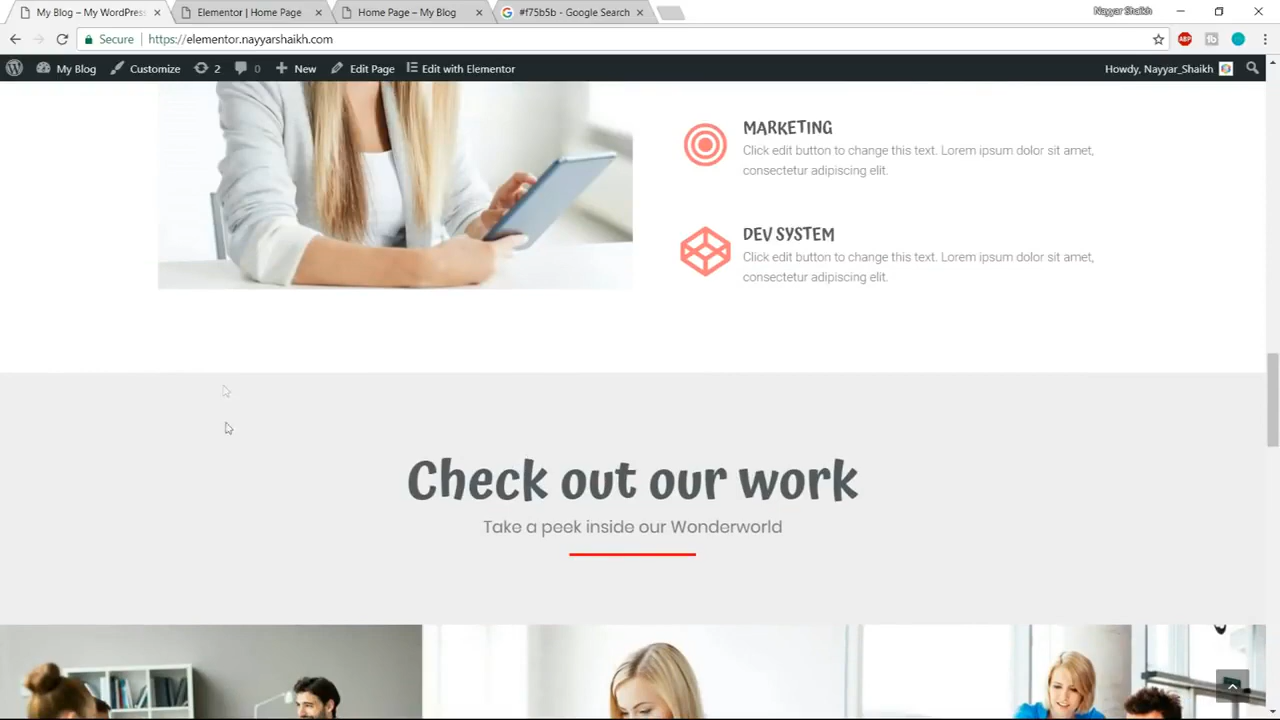 My Blog – My WordPress
Elementor | Home Page
Home Page – My Blog
#f75b5b - Google Search
Nayyar Shaikh
Secure
https://elementor.nayyarshaikh.com
ABP
My Blog
Customize
2
0
New
Edit Page
Edit with Elementor
Howdy, Nayyar_Shaikh
MARKETING
Click edit button to change this text. Lorem ipsum dolor sit amet,
consectetur adipiscing elit.
DEV SYSTEM
Click edit button to change this text. Lorem ipsum dolor sit amet,
consectetur adipiscing elit.
Check out our work
Take a peek inside our Wonderworld